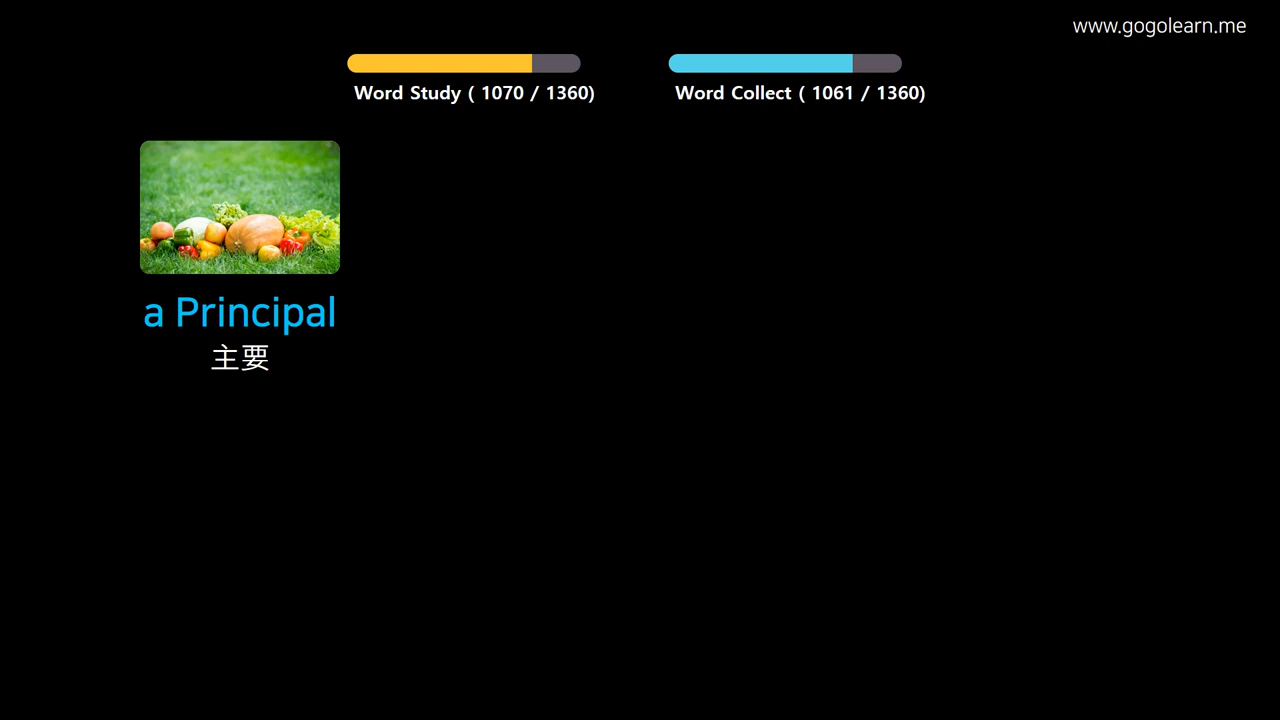 www.gogolearn.me
Word Study ( 1070 / 1360)
Word Collect ( 1061 / 1360)
a Principal
主要